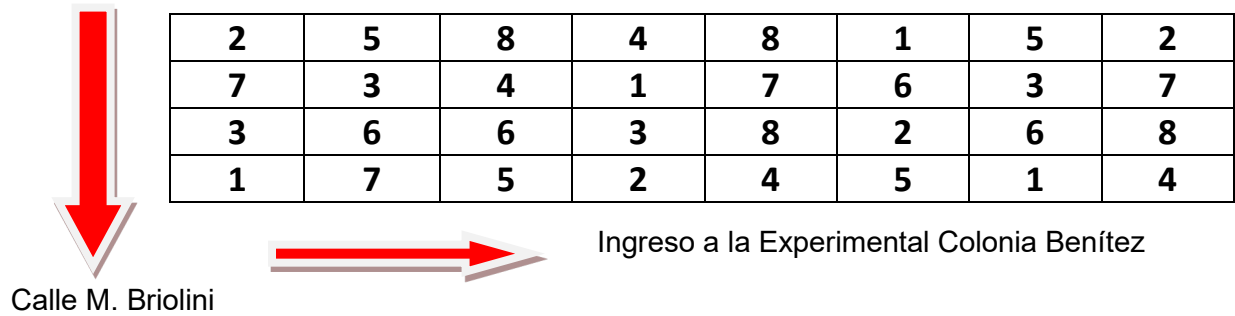 2 5 8 4 8 1 5 2
7 3 4 1 7 6 3 7
3 6 6 3 8 2 6 8
1 7 5 2 4 5 1 4
Ingreso a la Experimental Colonia Benítez
Calle M. Briolini